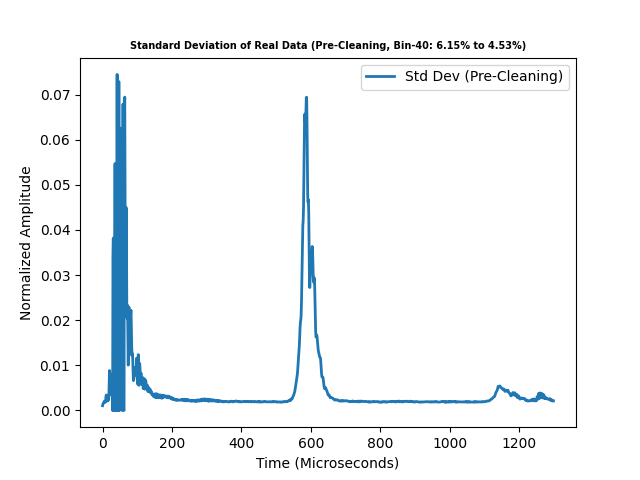 Standard Deviation of Real Data (Pre-Cleaning, Bin-40: 6.15% to 4.53%)
Std Dev (Pre-Cleaning)
Normalized Amplitude
0.07
0.06
0.05
0.04
0.03
0.02
0.01
0.00
0 200 400 600 800 1000 1200
Time (Microseconds)